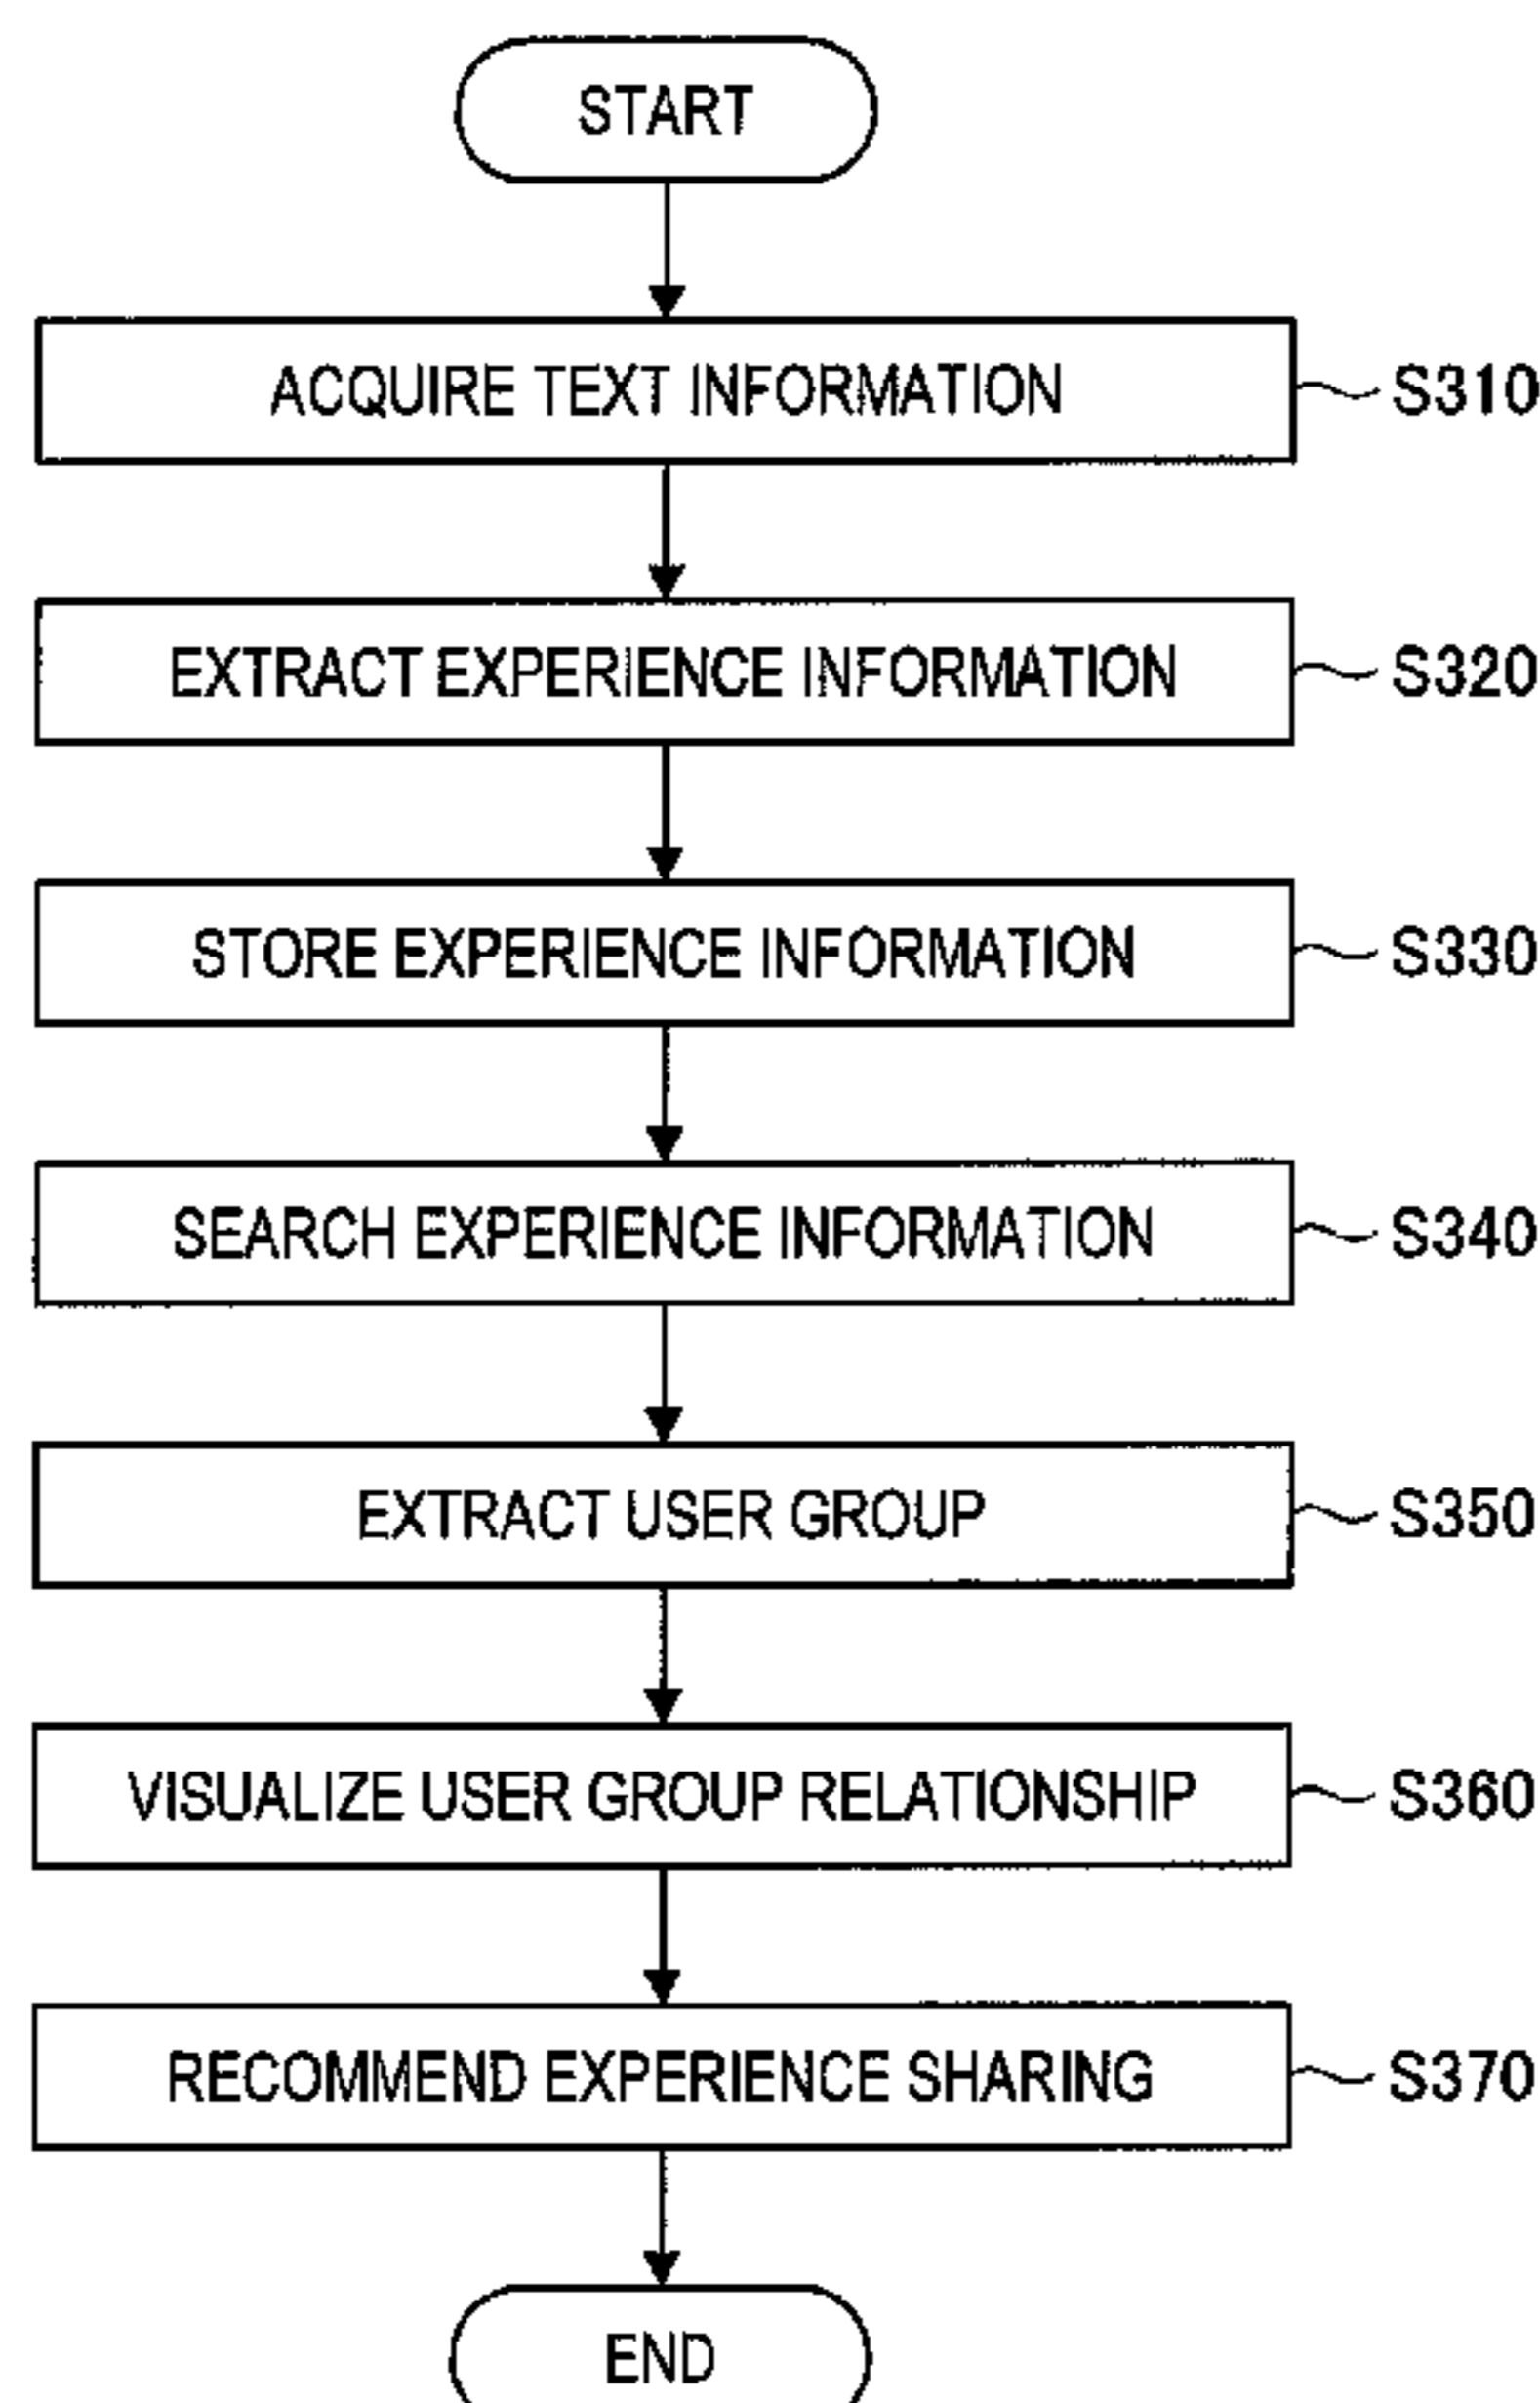 START
ACQUIRE TEXT INFORMATION S310
EXTRACT EXPERIENCE INFORMATION S320
STORE EXPERIENCE INFORMATION S330
SEARCH EXPERIENCE INFORMATION S340
EXTRACT USER GROUP S350
VISUALIZE USER GROUP RELATIONSHIP S360
RECOMMEND EXPERIENCE SHARING S370
END